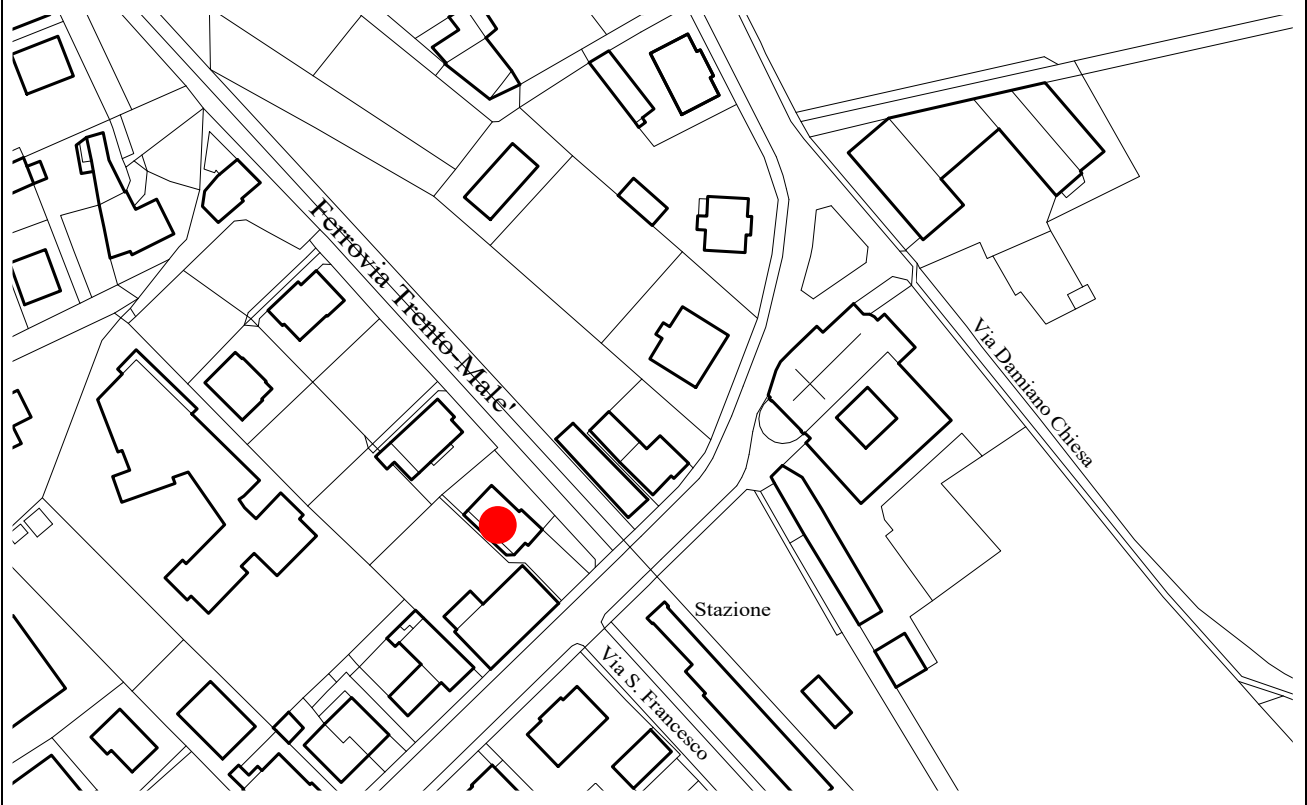 Ferrovia Trento-Male'
Via Damiano Chiesa
Stazione
Via S. Francesco